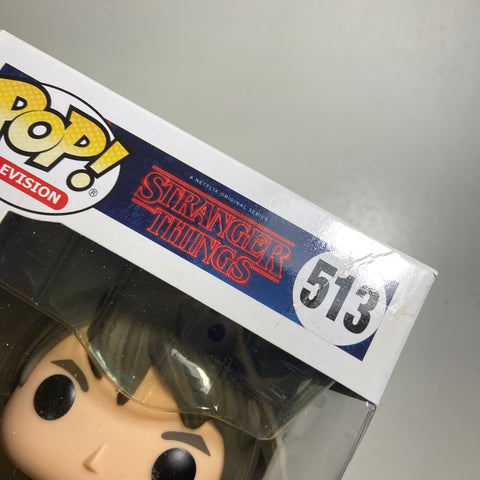 POP!
®
EVISION
A NETFLIX ORIGINAL SERIES
STRANGER
THINGS
513